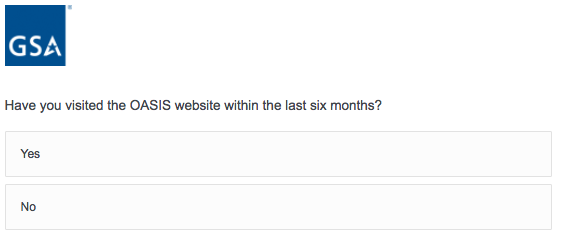 GSA
Have you visited the OASIS website within the last six months?
Yes
No